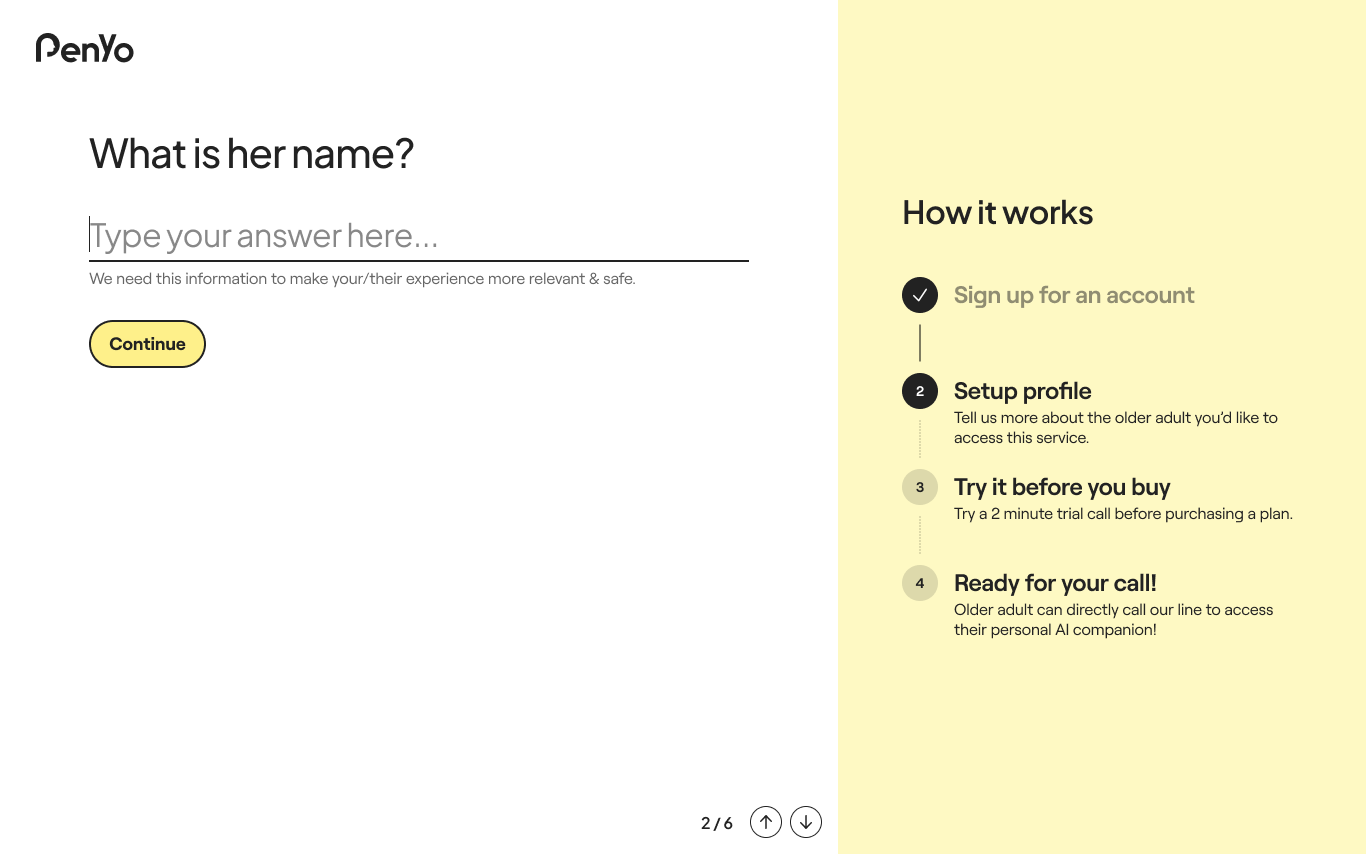 PenYo
What is her name?
Type your answer here...
We need this information to make your/their experience more relevant & safe.
Continue
2 / 6
How it works
Sign up for an account
2
Setup profile
Tell us more about the older adult you’d like to
access this service.
3
Try it before you buy
Try a 2 minute trial call before purchasing a plan.
4
Ready for your call!
Older adult can directly call our line to access
their personal AI companion!